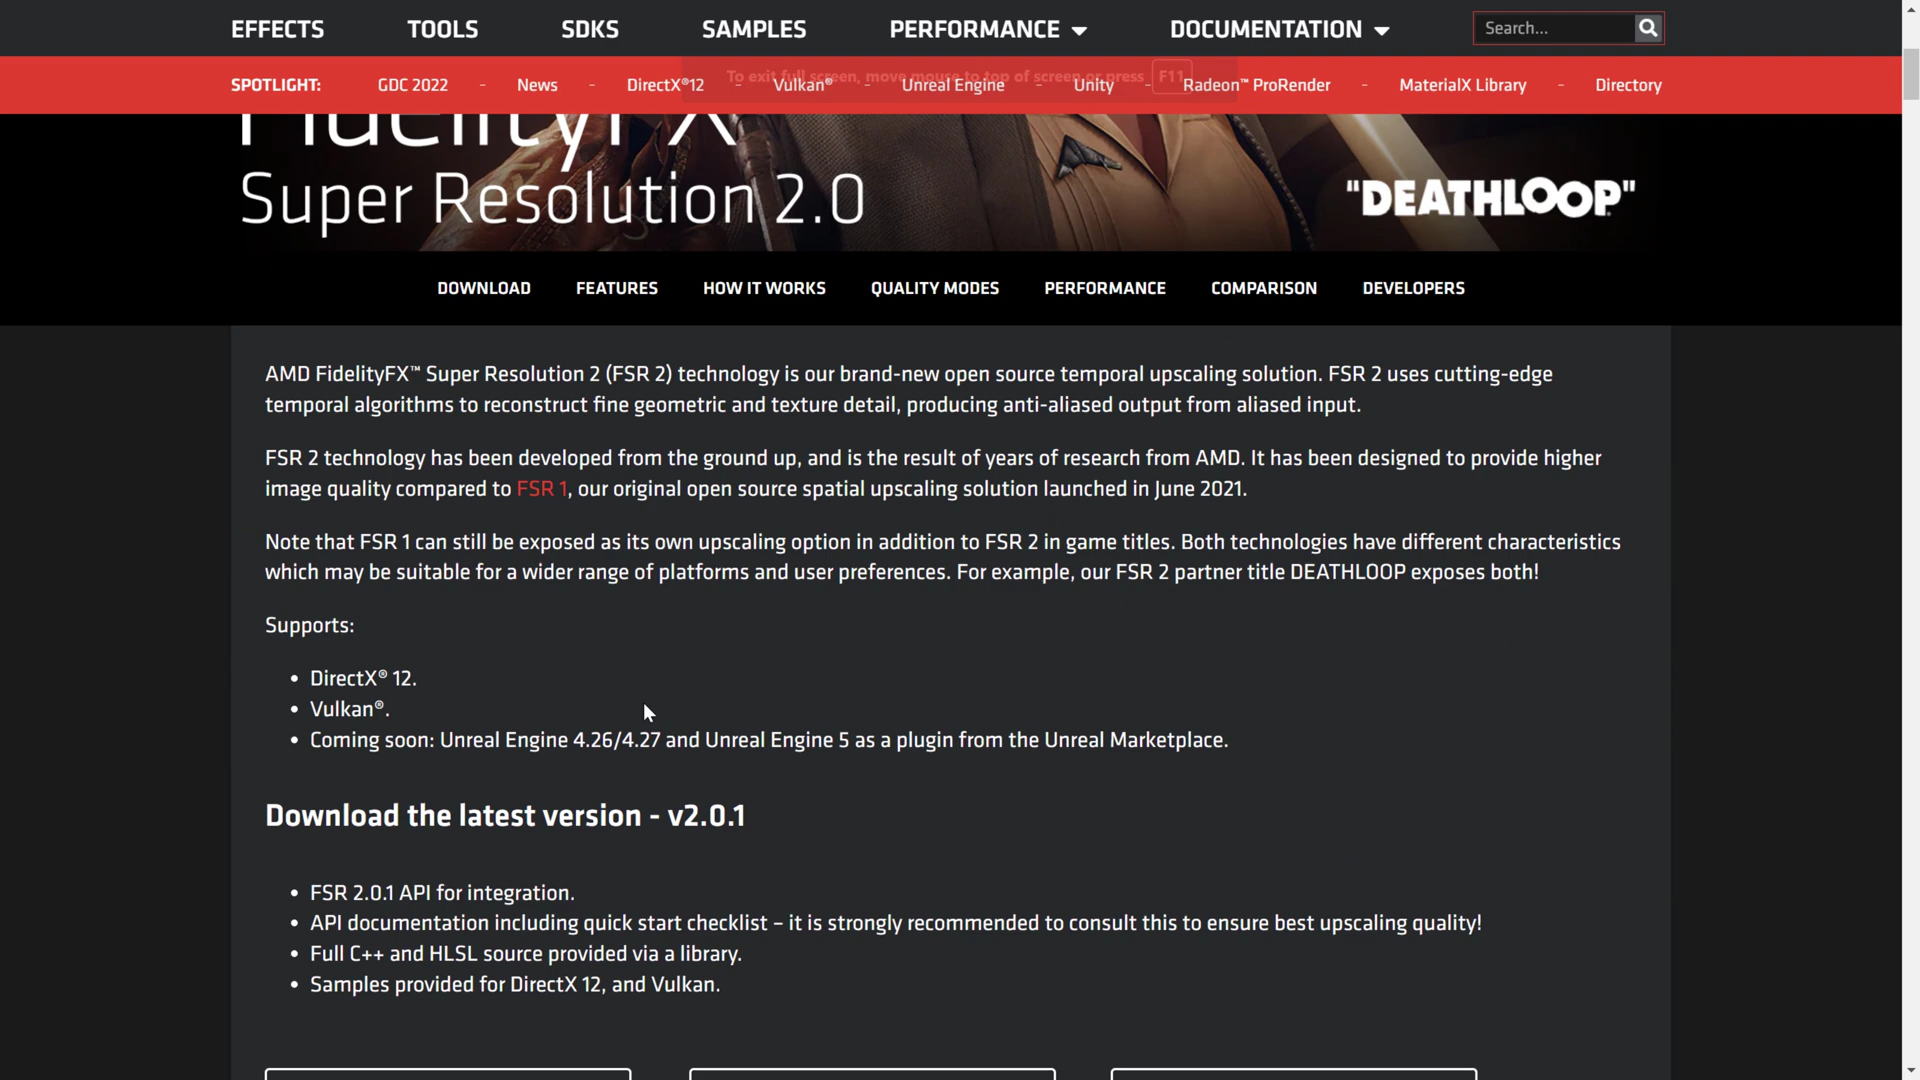 EFFECTS TOOLS SDKS SAMPLES PERFORMANCE DOCUMENTATION Search...
To exit full screen, move mouse to top of screen or press F11
SPOTLIGHT: GDC 2022 - News - DirectX®12 - Vulkan® - Unreal Engine - Unity - Radeon™ ProRender - MaterialX Library - Directory
FidelityFX
Super Resolution 2.0
"DEATHLOOP"
DOWNLOAD FEATURES HOW IT WORKS QUALITY MODES PERFORMANCE COMPARISON DEVELOPERS
AMD FidelityFX™ Super Resolution 2 (FSR 2) technology is our brand-new open source temporal upscaling solution. FSR 2 uses cutting-edge
temporal algorithms to reconstruct fine geometric and texture detail, producing anti-aliased output from aliased input.
FSR 2 technology has been developed from the ground up, and is the result of years of research from AMD. It has been designed to provide higher
image quality compared to FSR 1, our original open source spatial upscaling solution launched in June 2021.
Note that FSR 1 can still be exposed as its own upscaling option in addition to FSR 2 in game titles. Both technologies have different characteristics
which may be suitable for a wider range of platforms and user preferences. For example, our FSR 2 partner title DEATHLOOP exposes both!
Supports:
• DirectX® 12.
• Vulkan®.
• Coming soon: Unreal Engine 4.26/4.27 and Unreal Engine 5 as a plugin from the Unreal Marketplace.
Download the latest version - v2.0.1
• FSR 2.0.1 API for integration.
• API documentation including quick start checklist – it is strongly recommended to consult this to ensure best upscaling quality!
• Full C++ and HLSL source provided via a library.
• Samples provided for DirectX 12, and Vulkan.